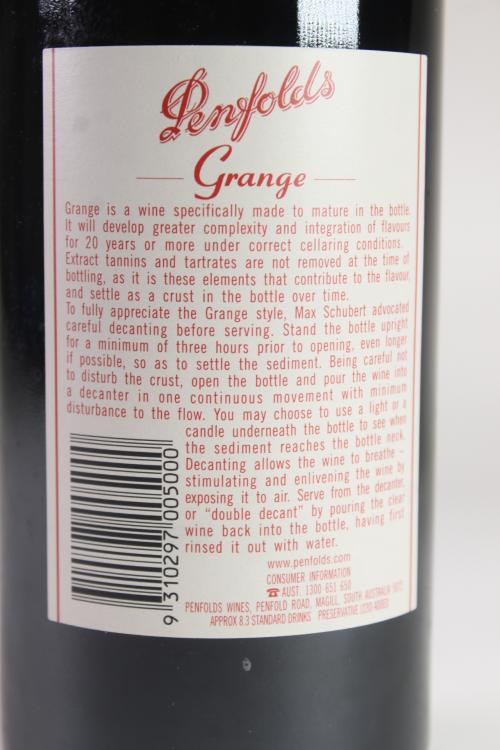 Penfolds
Grange
Grange is a wine specifically made to mature in the bottle.
It will develop greater complexity and integration of flavours
for 20 years or more under correct cellaring conditions.
Extract tannins and tartrates are not removed at the time of
bottling, as it is these elements that contribute to the flavour,
and settle as a crust in the bottle over time.
To fully appreciate the Grange style, Max Schubert advocated
careful decanting before serving. Stand the bottle upright
for a minimum of three hours prior to opening, even longer
if possible, so as to settle the sediment. Being careful not
to disturb the crust, open the bottle and pour the wine into
a decanter in one continuous movement with minimum
disturbance to the flow. You may choose to use a light or a
candle underneath the bottle to see when
the sediment reaches the bottle neck.
Decanting allows the wine to breathe –
stimulating and enlivening the wine by
exposing it to air. Serve from the decanter,
or “double decant” by pouring the clear
wine back into the bottle, having first
rinsed it out with water.
www.penfolds.com
CONSUMER INFORMATION
☎ AUST. 1300 651 650
PENFOLDS WINES, PENFOLD ROAD, MAGILL, SOUTH AUSTRALIA 5072
APPROX 8.3 STANDARD DRINKS PRESERVATIVE (220) ADDED
9 310297 005000